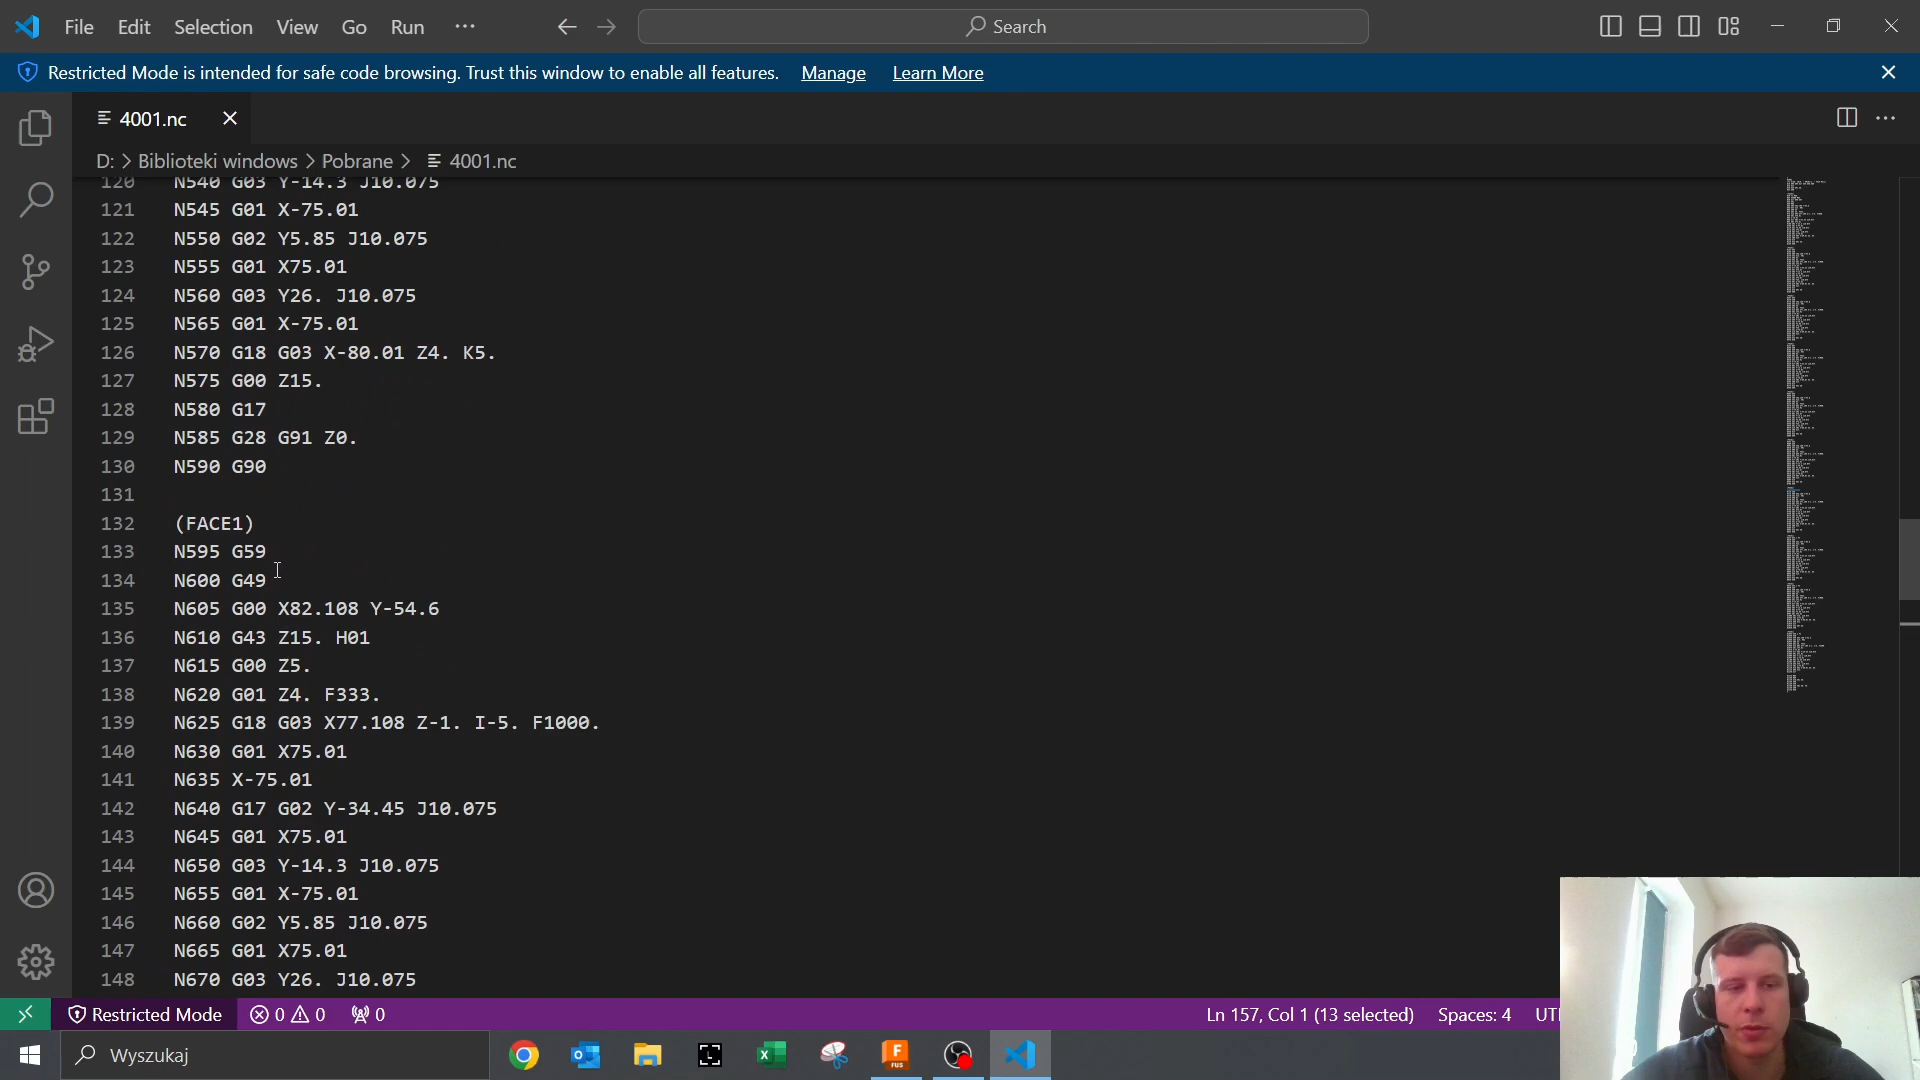 File Edit Selection View Go Run ··· Search
Restricted Mode is intended for safe code browsing. Trust this window to enable all features. Manage Learn More
4001.nc
D: > Biblioteki windows > Pobrane > 4001.nc
120 N540 G03 Y-14.3 J10.075
121 N545 G01 X-75.01
122 N550 G02 Y5.85 J10.075
123 N555 G01 X75.01
124 N560 G03 Y26. J10.075
125 N565 G01 X-75.01
126 N570 G18 G03 X-80.01 Z4. K5.
127 N575 G00 Z15.
128 N580 G17
129 N585 G28 G91 Z0.
130 N590 G90
131
132 (FACE1)
133 N595 G59
134 N600 G49
135 N605 G00 X82.108 Y-54.6
136 N610 G43 Z15. H01
137 N615 G00 Z5.
138 N620 G01 Z4. F333.
139 N625 G18 G03 X77.108 Z-1. I-5. F1000.
140 N630 G01 X75.01
141 N635 X-75.01
142 N640 G17 G02 Y-34.45 J10.075
143 N645 G01 X75.01
144 N650 G03 Y-14.3 J10.075
145 N655 G01 X-75.01
146 N660 G02 Y5.85 J10.075
147 N665 G01 X75.01
148 N670 G03 Y26. J10.075
Restricted Mode 0 0 0 Ln 157, Col 1 (13 selected) Spaces: 4
Wyszukaj